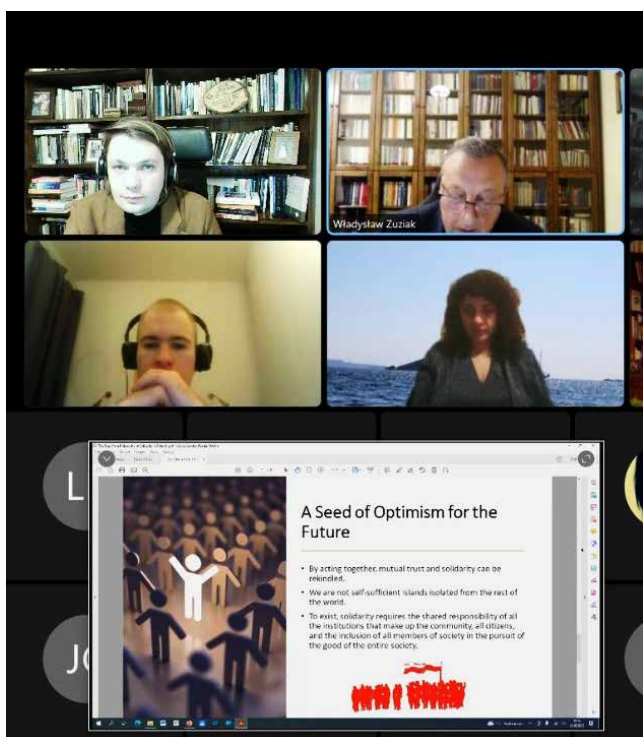 Władysław Zuziak
L
JC
A Seed of Optimism for the
Future
• By acting together, mutual trust and solidarity can be
rekindled.
• We are not self-sufficient islands isolated from the rest of
the world.
• To exist, solidarity requires the shared responsibility of all
the institutions that make up the community, all citizens,
and the inclusion of all members of society in the pursuit of
the good of the entire society.